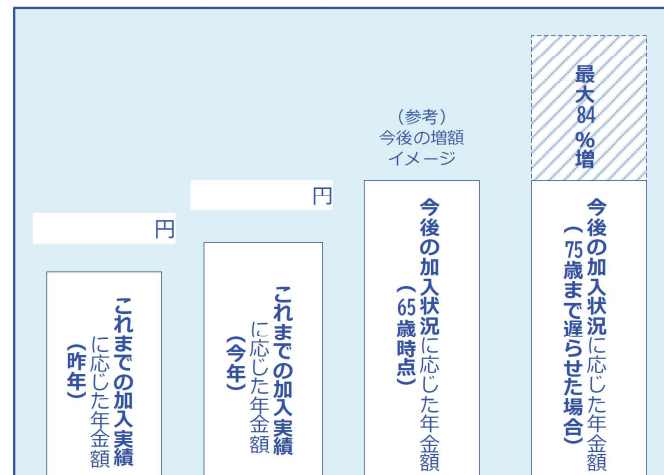 円
これまでの加入実績
に応じた年金額
(昨年)
円
これまでの加入実績
に応じた年金額
(今年)
(参考)
今後の増額
イメージ
今後の加入状況に応じた年金額
(65歳時点)
最大84%増
今後の加入状況に応じた年金額
(75歳まで遅らせた場合)